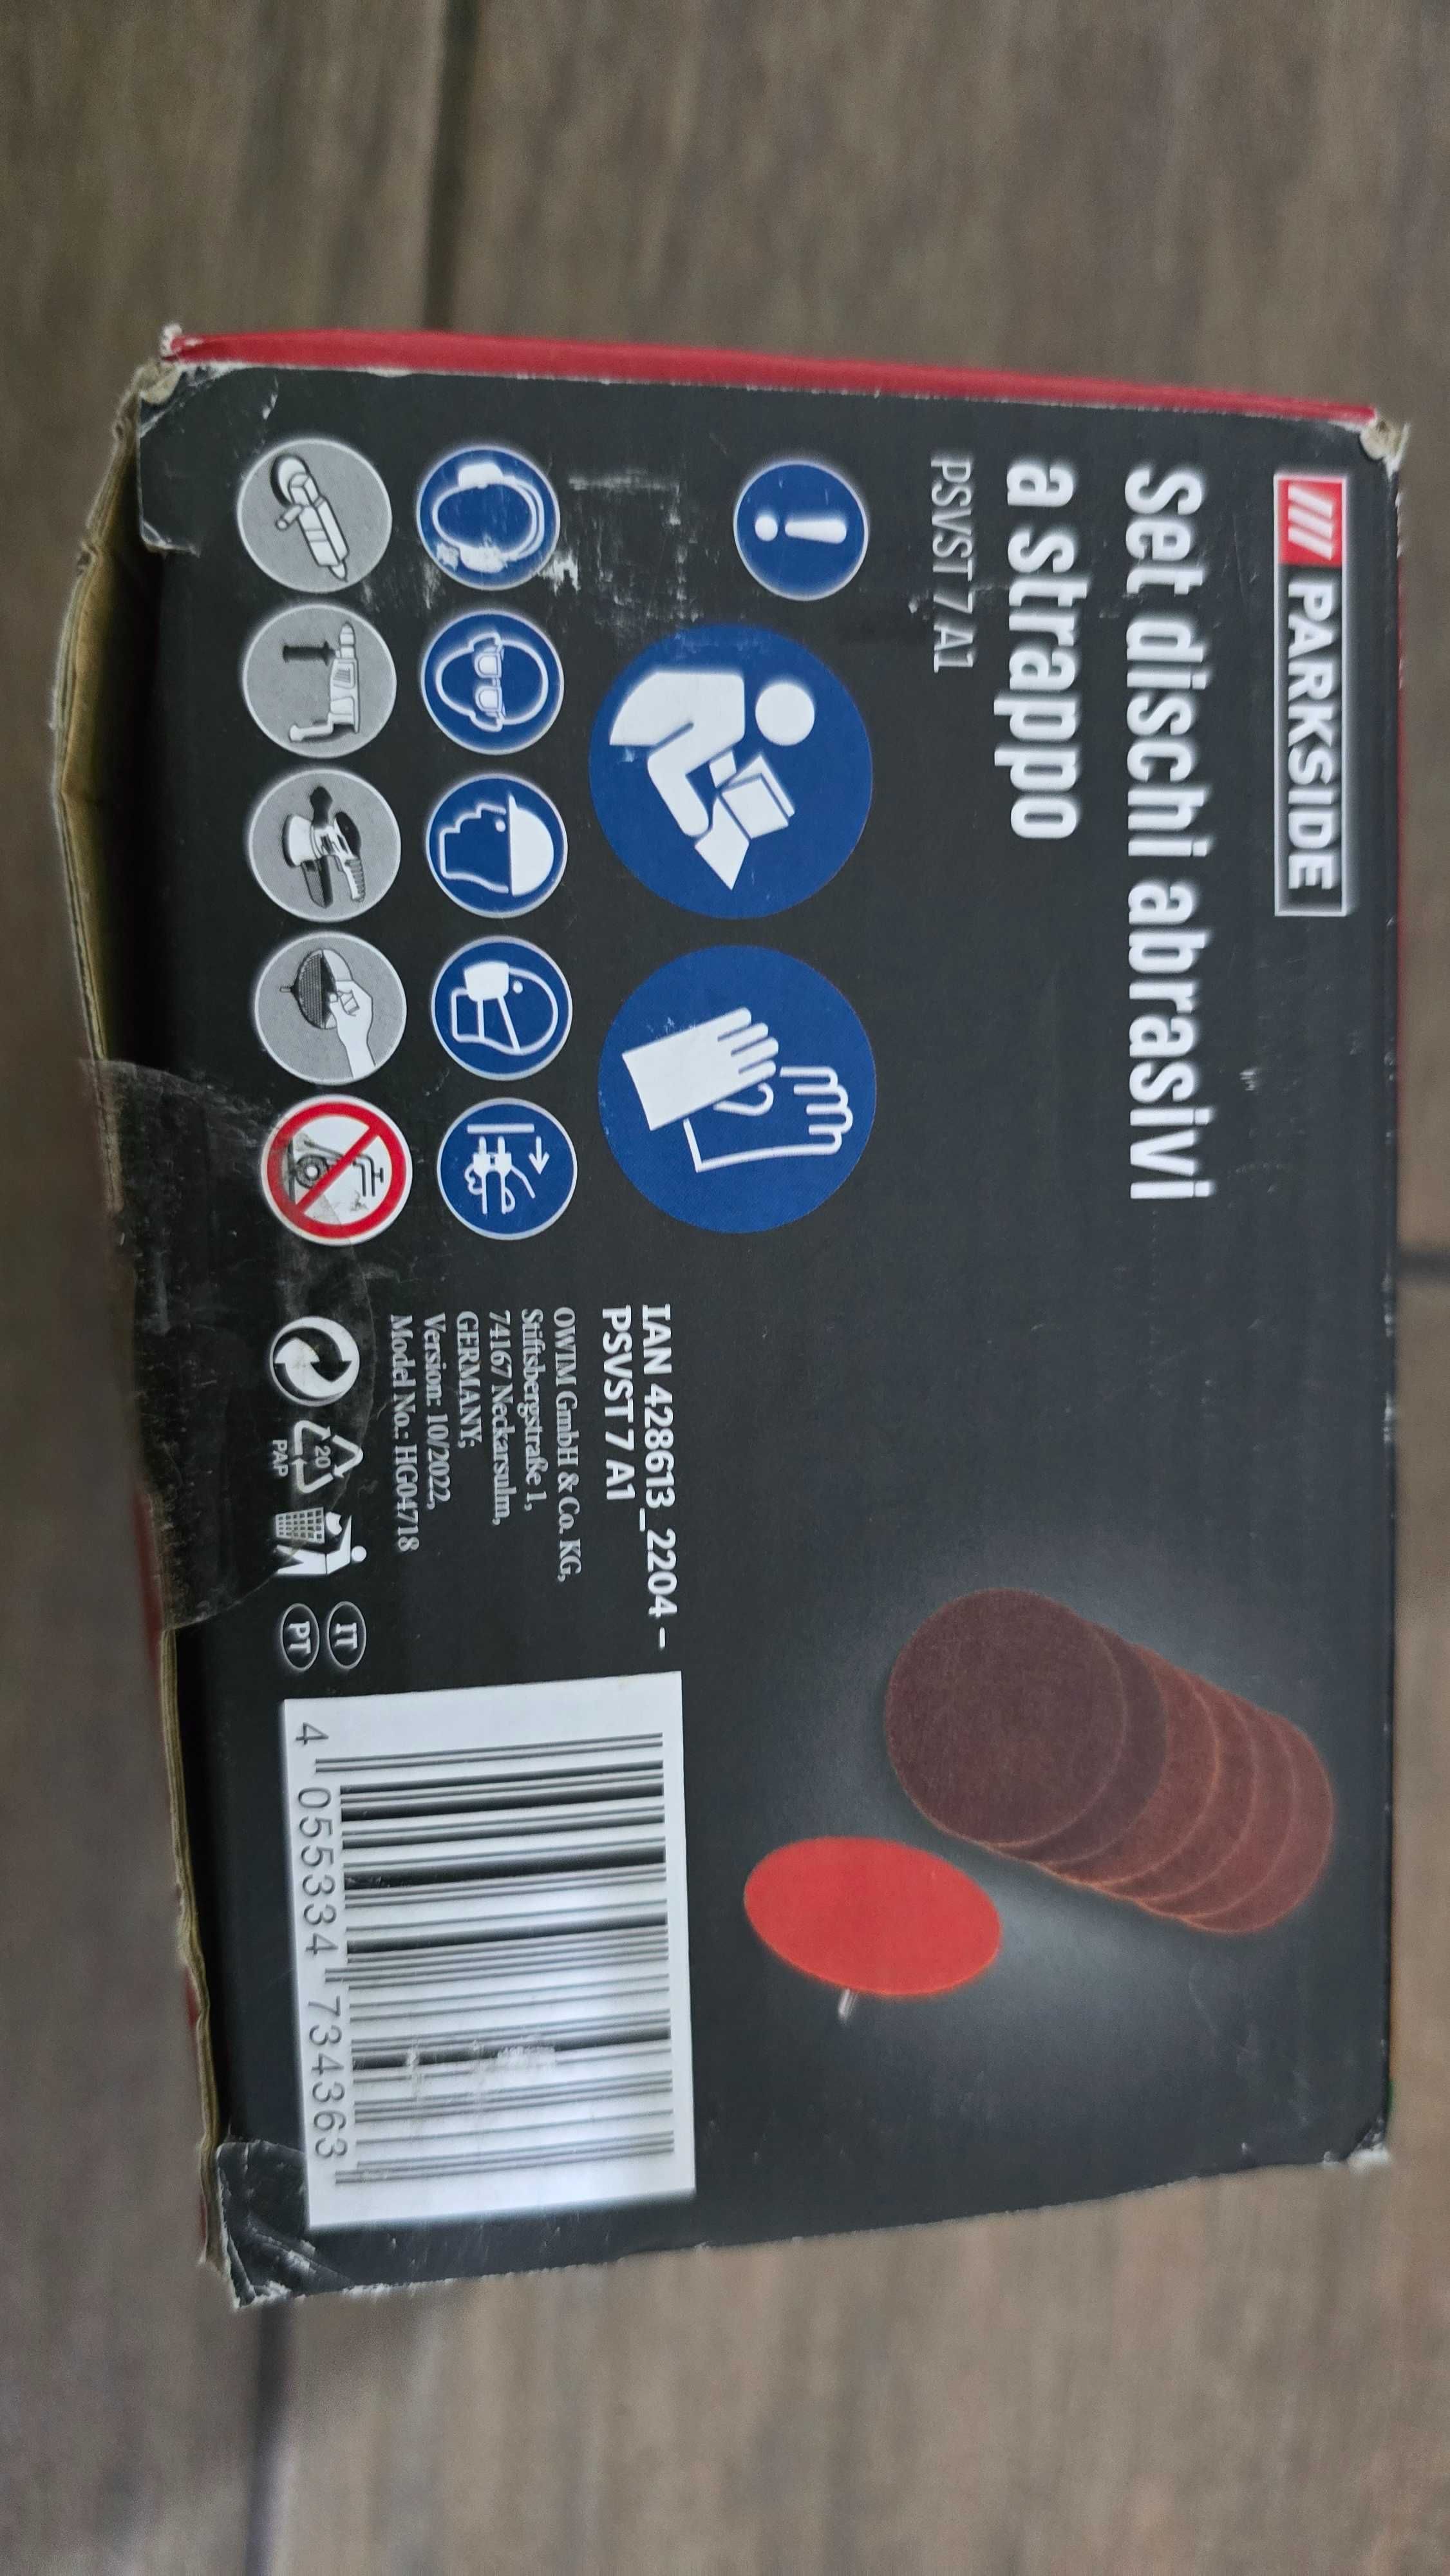 PARKSIDE
Set dischi abrasivi
a strappo
PSVST 7 A1
IAN 428613_2204 –
PSVST 7 A1
OWIM GmbH & Co. KG,
Stiftsbergstraße 1,
74167 Neckarsulm,
GERMANY;
Version: 10/2022,
Model No.: HG04718
20
PAP
IT
PT
4 055334 734363